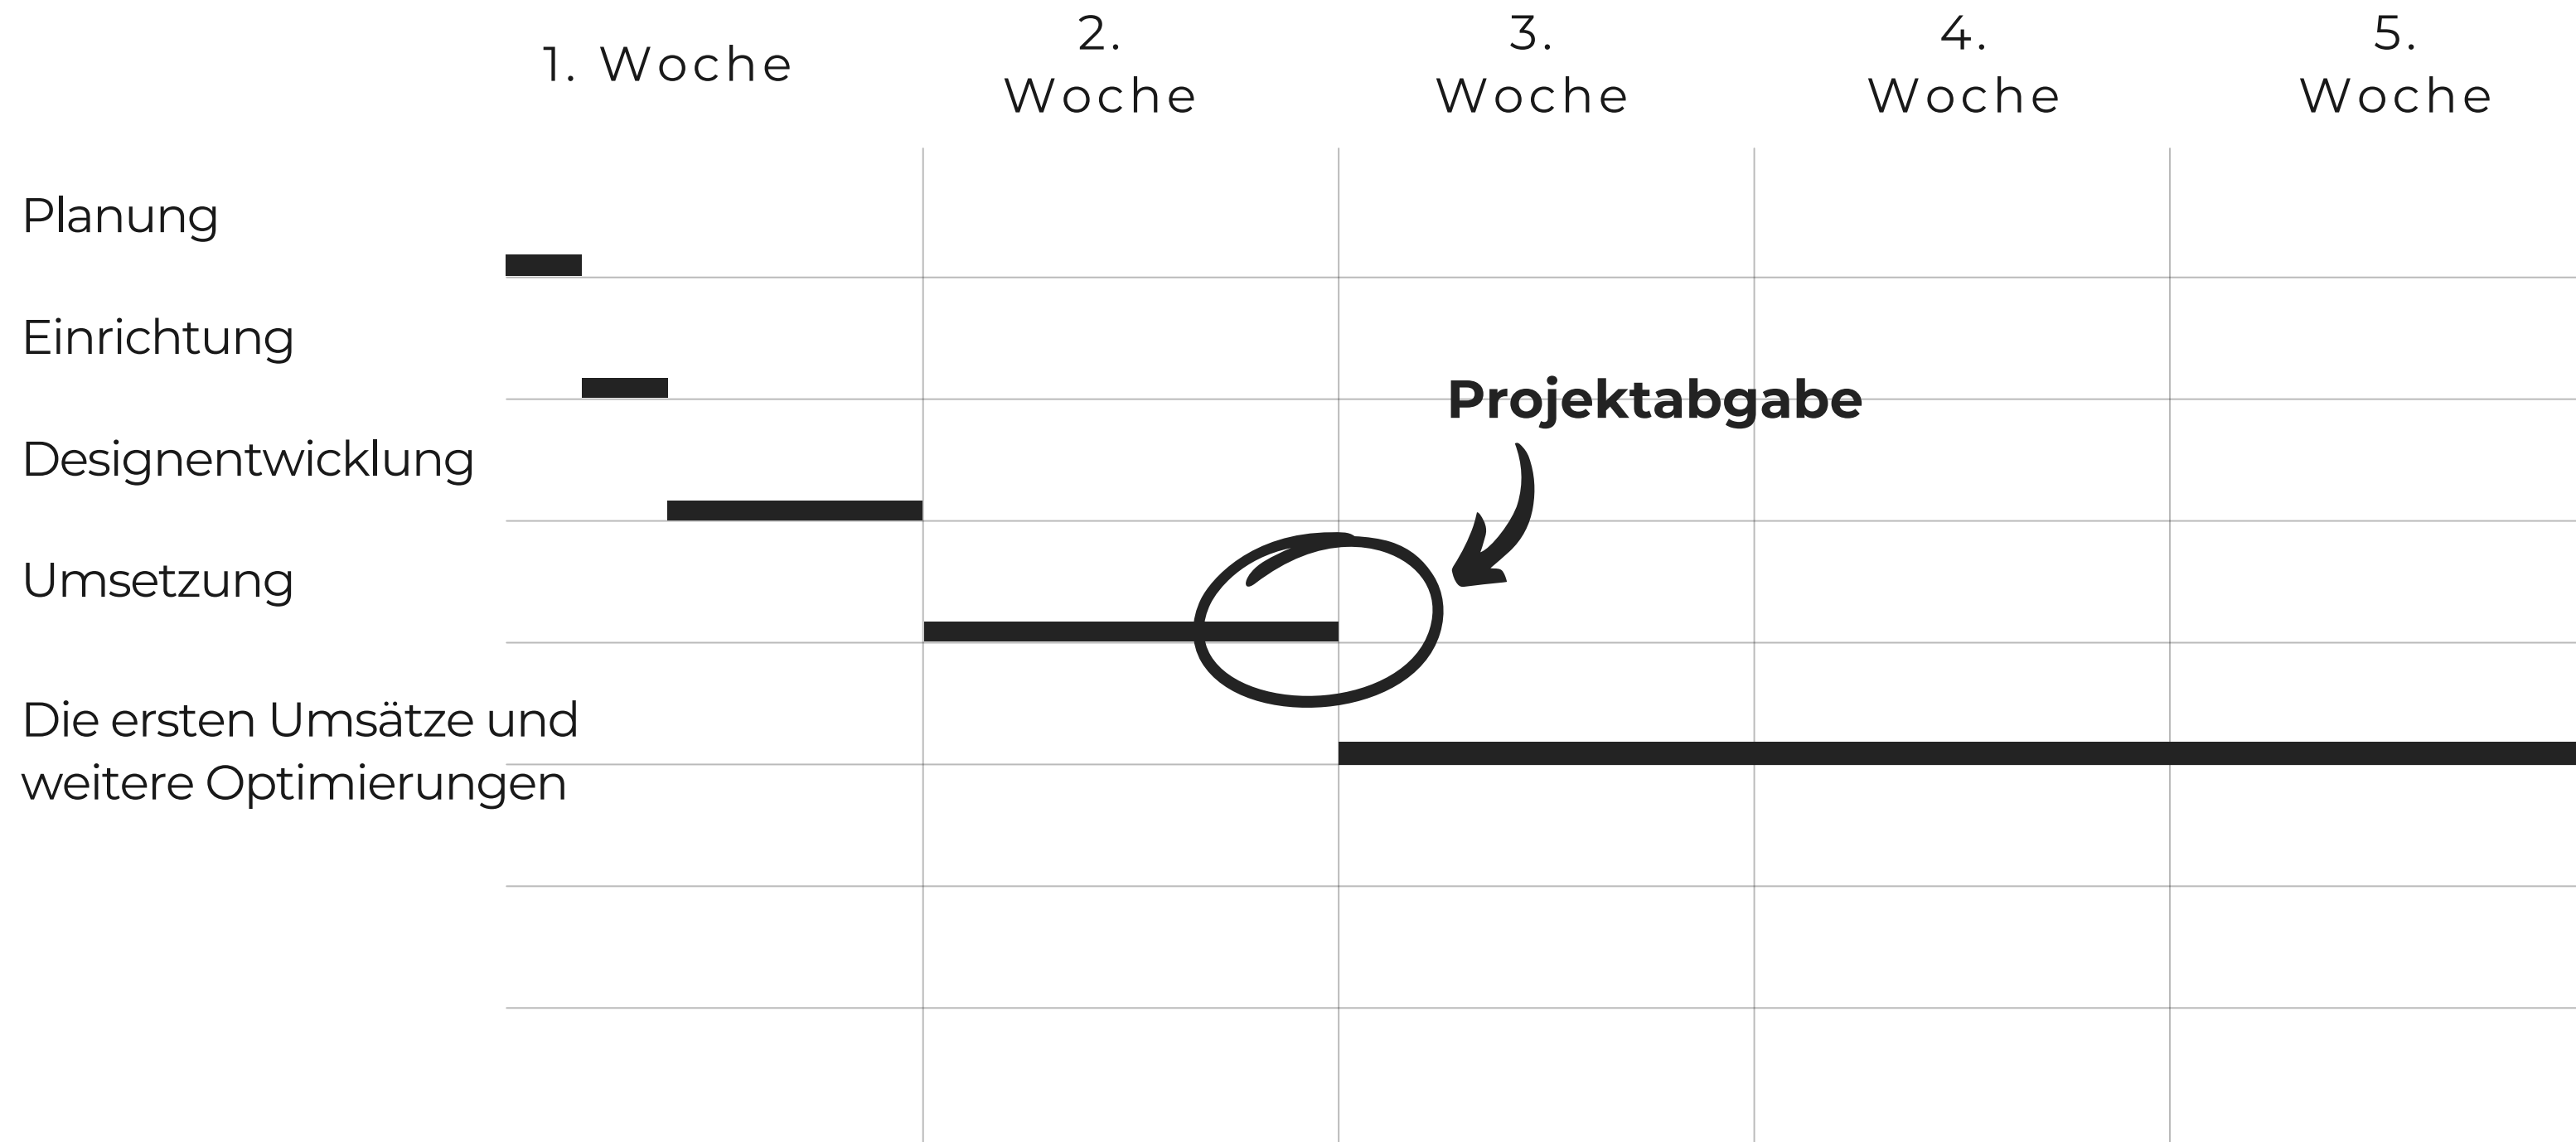 1. Woche
2.
Woche
3.
Woche
4.
Woche
5.
Woche
Planung
Einrichtung
Projektabgabe
Designentwicklung
Umsetzung
Die ersten Umsätze und
weitere Optimierungen